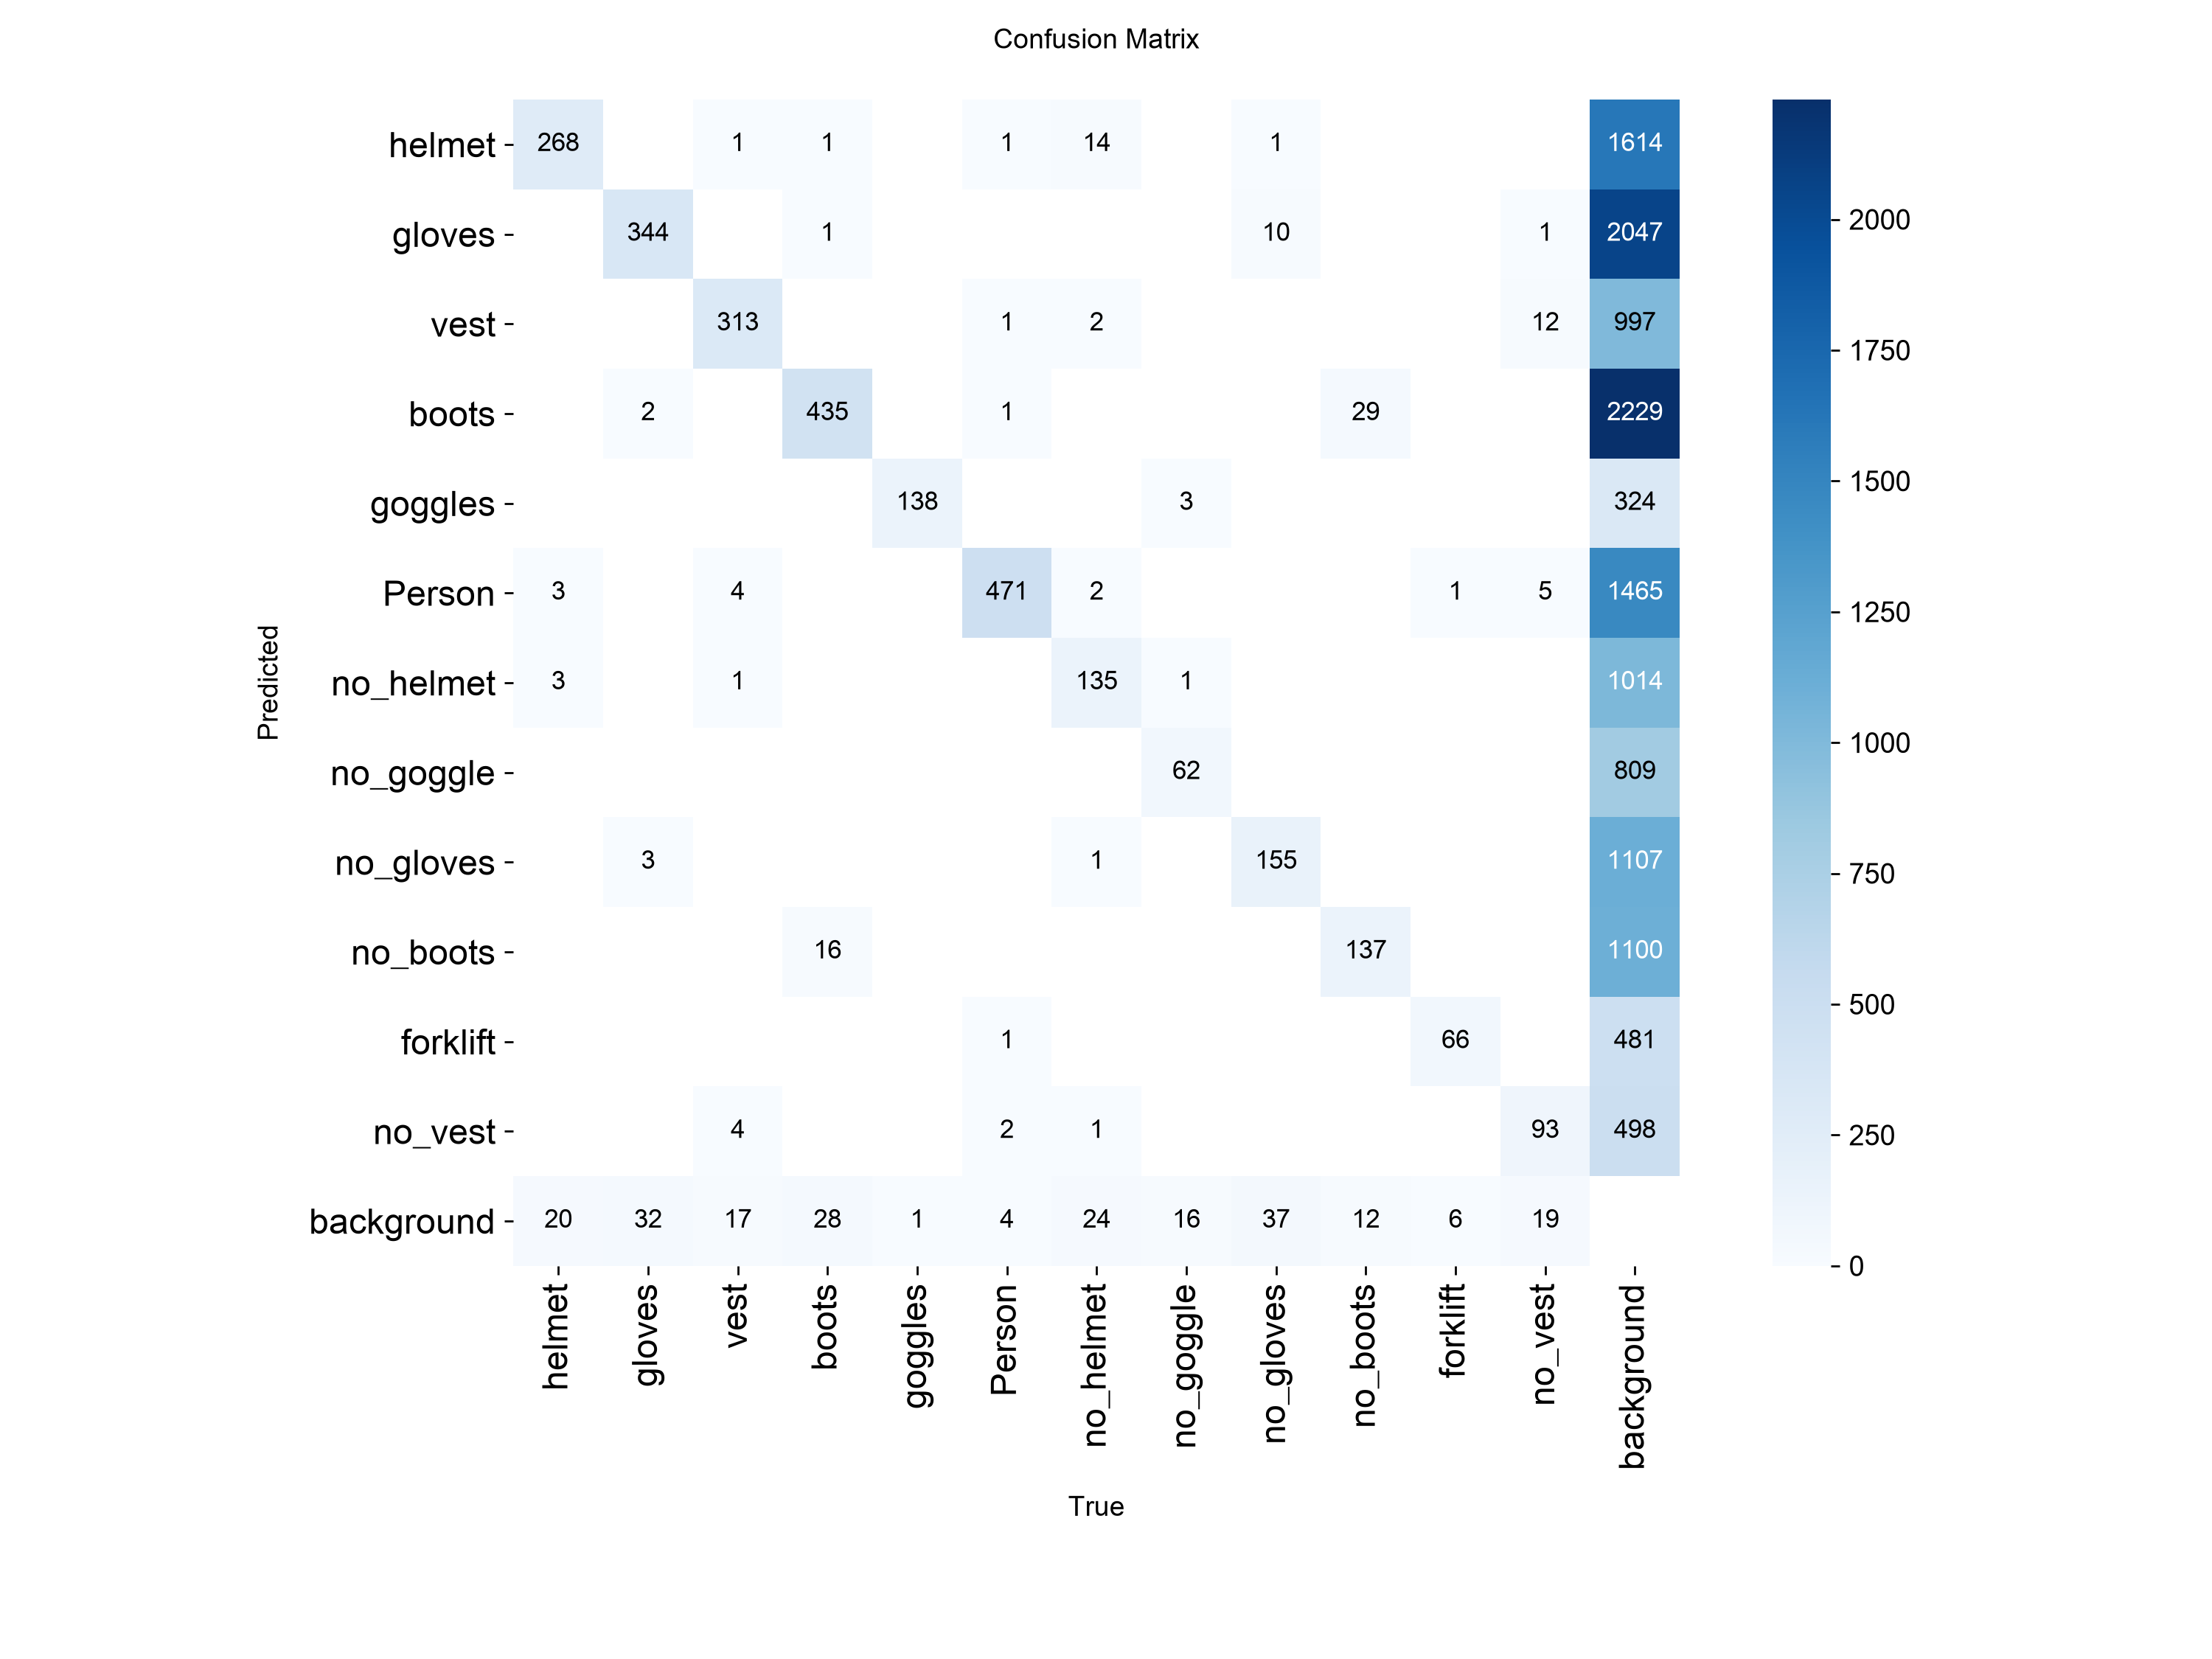 Confusion Matrix
helmet 268 1 1 1 14 1 1614
gloves 344 1 10 1 2047
vest 313 1 2 12 997
boots 2 435 1 29 2229
goggles 138 3 324
Person 3 4 471 2 1 5 1465
no_helmet 3 1 135 1 1014
no_goggle 62 809
no_gloves 3 1 155 1107
no_boots 16 137 1100
forklift 1 66 481
no_vest 4 2 1 93 498
background 20 32 17 28 1 4 24 16 37 12 6 19
helmet gloves vest boots goggles Person no_helmet no_goggle no_gloves no_boots forklift no_vest background
True
Predicted
2000
1750
1500
1250
1000
750
500
250
0